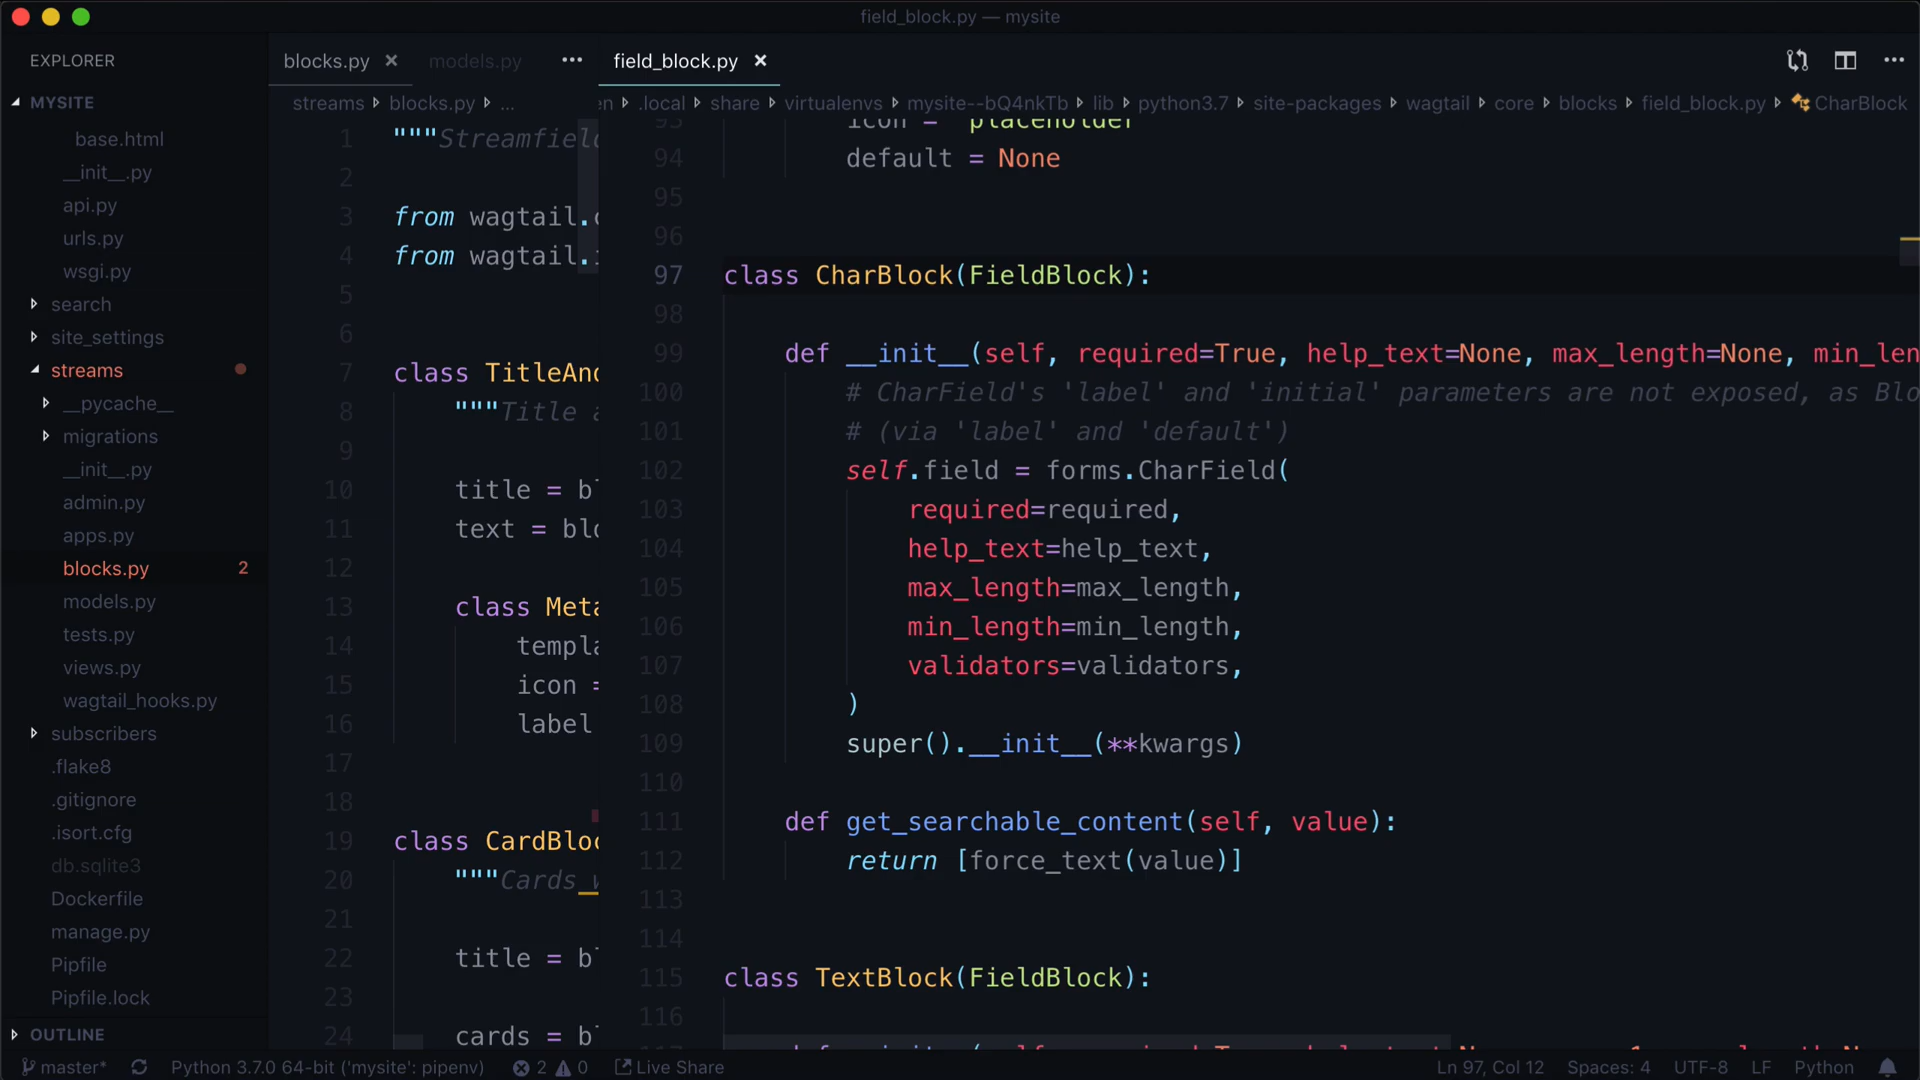 field_block.py — mysite
EXPLORER
MYSITE
base.html
__init__.py
api.py
urls.py
wsgi.py
search
site_settings
streams
__pycache__
migrations
__init__.py
admin.py
apps.py
blocks.py 2
models.py
tests.py
views.py
wagtail_hooks.py
subscribers
.flake8
.gitignore
.isort.cfg
db.sqlite3
Dockerfile
manage.py
Pipfile
Pipfile.lock
OUTLINE
blocks.py × models.py ···
streams blocks.py ...
1 """Streamfield
2
3 from wagtail.
4 from wagtail.
5
6
7 class TitleAnd
8 """Title a
9
10 title = bl
11 text = blo
12
13 class Meta
14 templa
15 icon =
16 label
17
18
19 class CardBloc
20 """Cards w
21
22 title = bl
23
24 cards = bl
field_block.py × ···
en .local share virtualenvs mysite--bQ4nkTb lib python3.7 site-packages wagtail core blocks field_block.py CharBlock
93 icon = "placeholder"
94 default = None
95
96
97 class CharBlock(FieldBlock):
98
99 def __init__(self, required=True, help_text=None, max_length=None, min_len
100 # CharField's 'label' and 'initial' parameters are not exposed, as Blo
101 # (via 'label' and 'default')
102 self.field = forms.CharField(
103 required=required,
104 help_text=help_text,
105 max_length=max_length,
106 min_length=min_length,
107 validators=validators,
108 )
109 super().__init__(**kwargs)
110
111 def get_searchable_content(self, value):
112 return [force_text(value)]
113
114
115 class TextBlock(FieldBlock):
116
master* Python 3.7.0 64-bit ('mysite': pipenv) 2 0 Live Share Ln 97, Col 12 Spaces: 4 UTF-8 LF Python